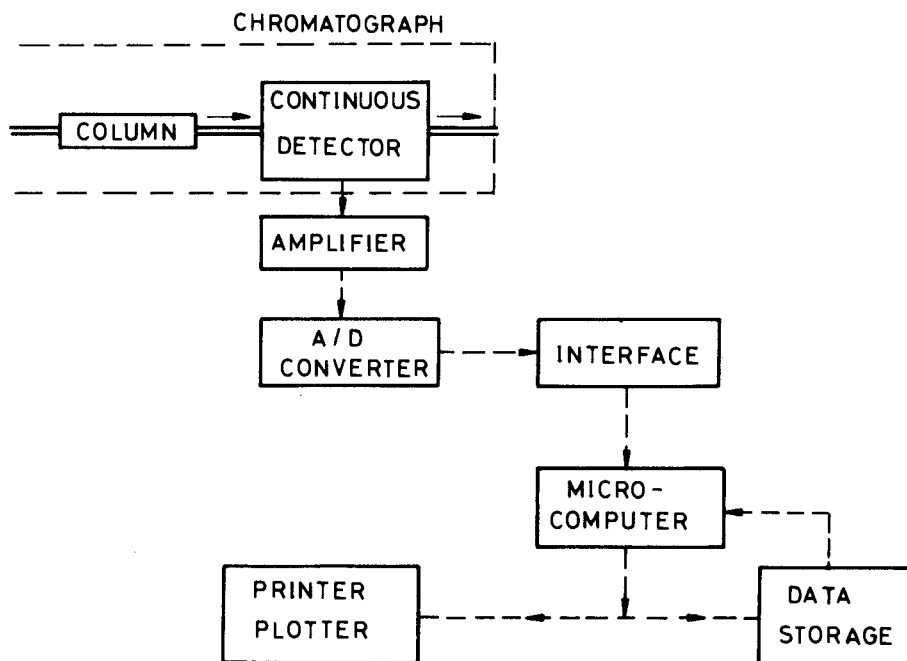 CHROMATOGRAPH
COLUMN
CONTINUOUS
DETECTOR
AMPLIFIER
A/D
CONVERTER
INTERFACE
MICRO-
COMPUTER
PRINTER
PLOTTER
DATA
STORAGE